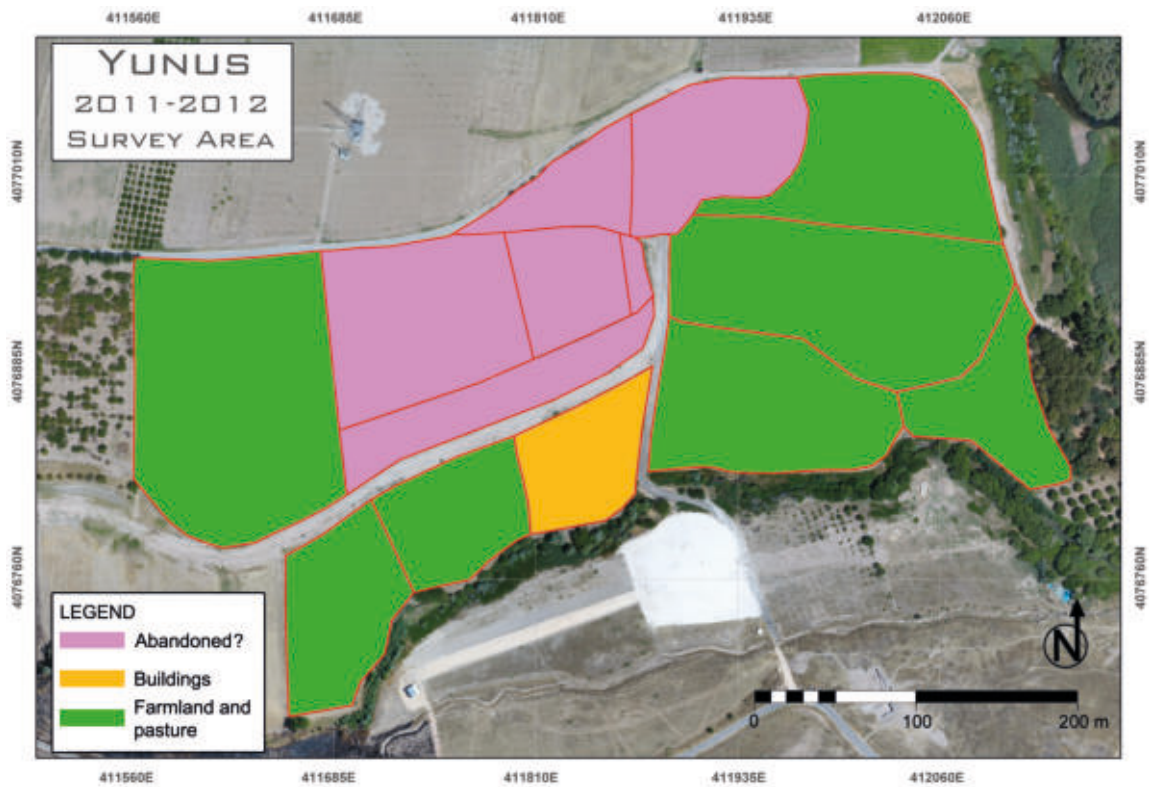 411560E 411685E 411810E 411935E 412060E
YUNUS
2011-2012
SURVEY AREA
4077010N 4077010N
4076885N 4076885N
4076760N 4076760N
LEGEND
Abandoned?
Buildings
Farmland and
pasture
N
0 100 200 m
411560E 411685E 411810E 411935E 412060E